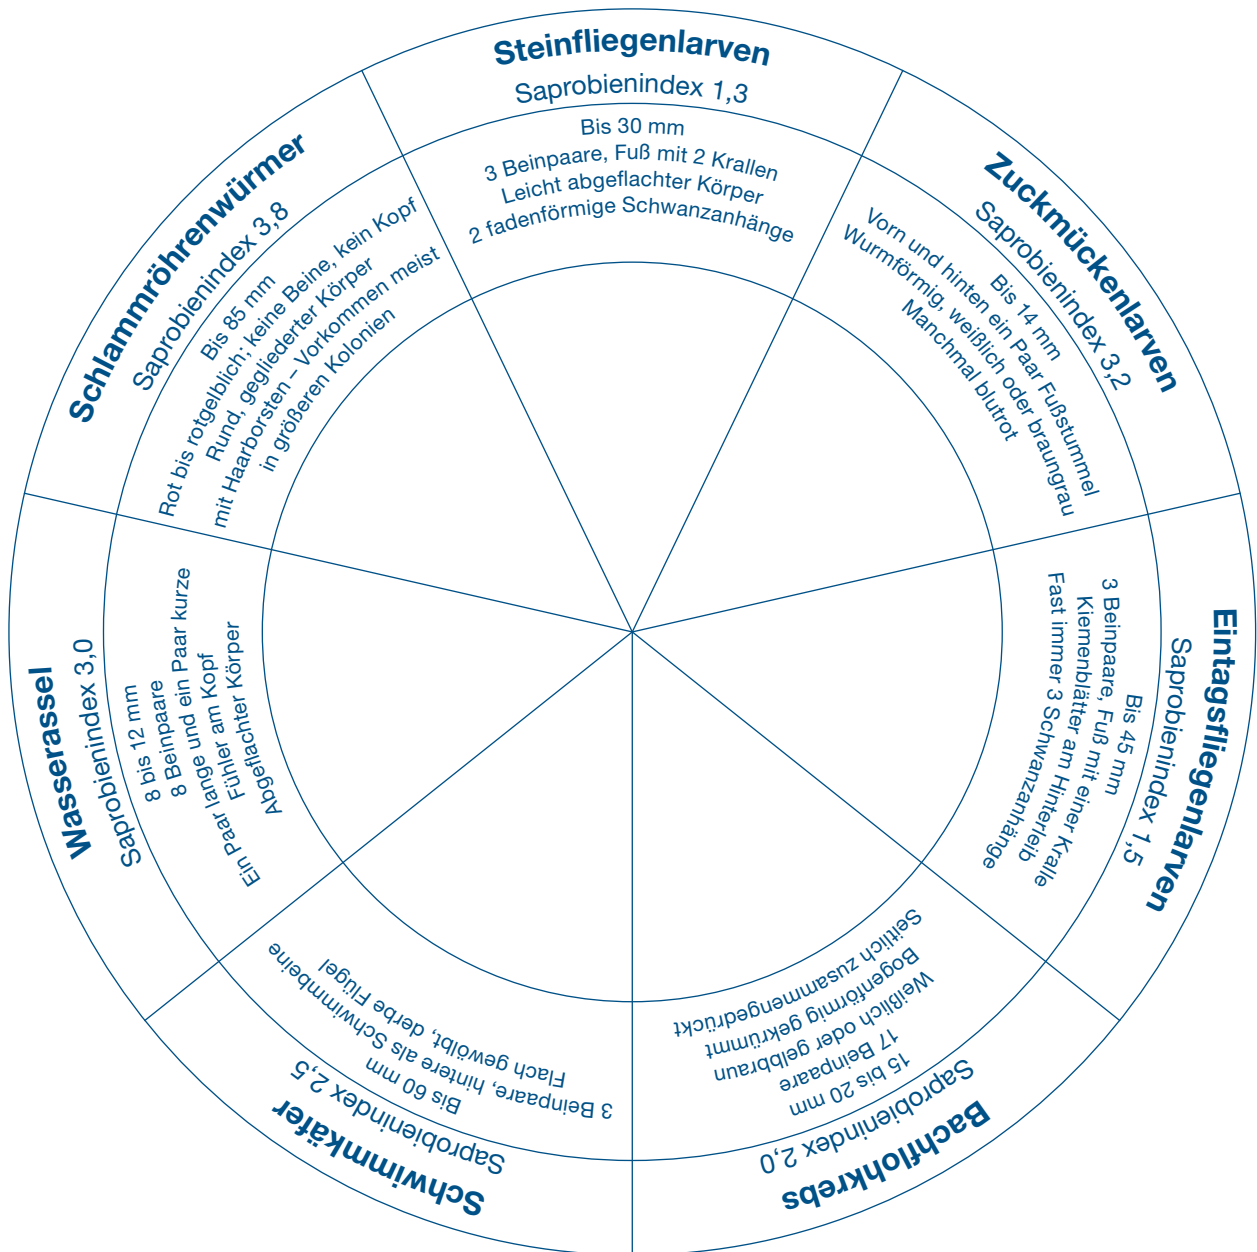 Steinfliegenlarven
Saprobienindex 1,3
Bis 30 mm
3 Beinpaare, Fuß mit 2 Krallen
Leicht abgeflachter Körper
2 fadenförmige Schwanzanhänge
Zuckmückenlarven
Saprobienindex 3,2
Bis 14 mm
Vorn und hinten ein Paar Fußstummel
Wurmförmig, weißlich oder braungrau
Manchmal blutrot
Eintagsfliegenlarven
Saprobienindex 1,5
Bis 45 mm
3 Beinpaare, Fuß mit einer Kralle
Kiemenblätter am Hinterleib
Fast immer 3 Schwanzanhänge
Bachflohkrebs
Saprobienindex 2,0
15 bis 20 mm
17 Beinpaare
Weißlich oder gelbbraun
Bogenförmig gekrümmt
Seitlich zusammengedrückt
Schwimmkäfer
Saprobienindex 2,5
Bis 60 mm
3 Beinpaare, hintere als Schwimmbeine
Flach gewölbt, derbe Flügel
Wasserassel
Saprobienindex 3,0
8 bis 12 mm
8 Beinpaare
8 Beinpaare und ein Paar kurze
Ein Paar lange und ein Paar kurze
Fühler am Kopf
Abgeflachter Körper
Schlammröhrenwürmer
Saprobienindex 3,8
Bis 85 mm
Rot bis rotgelblich; keine Beine, kein Kopf
Rund, gegliederter Körper
mit Haarborsten – Vorkommen meist
in größeren Kolonien